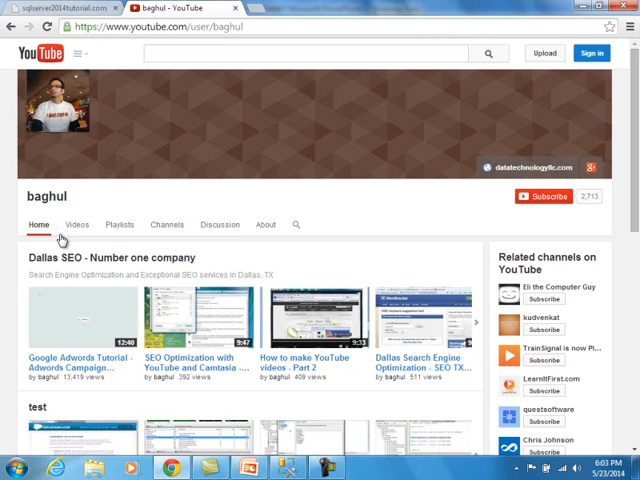 sqlserver2014tutorial.com
baghul - YouTube
https://www.youtube.com/user/baghul
YouTube
Upload
Sign in
datatechnologyllc.com
baghul
Subscribe
2,713
Home
Videos
Playlists
Channels
Discussion
About
Dallas SEO - Number one company
Search Engine Optimization and Exceptional SEO services in Dallas, TX
12:40
9:47
9:33
Google Adwords Tutorial -
Adwords Campaign...
by baghul 13,419 views
SEO Optimization with
YouTube and Camtasia -...
by baghul 392 views
How to make YouTube
videos - Part 2
by baghul 409 views
Dallas Search Engine
Optimization - SEO TX...
by baghul 511 views
test
Related channels on
YouTube
Eli the Computer Guy
Subscribe
kudvenkat
Subscribe
TrainSignal is now Pl...
Subscribe
LearnItFirst.com
Subscribe
questsoftware
Subscribe
Chris Johnson
Subscribe
6:03 PM
5/23/2014